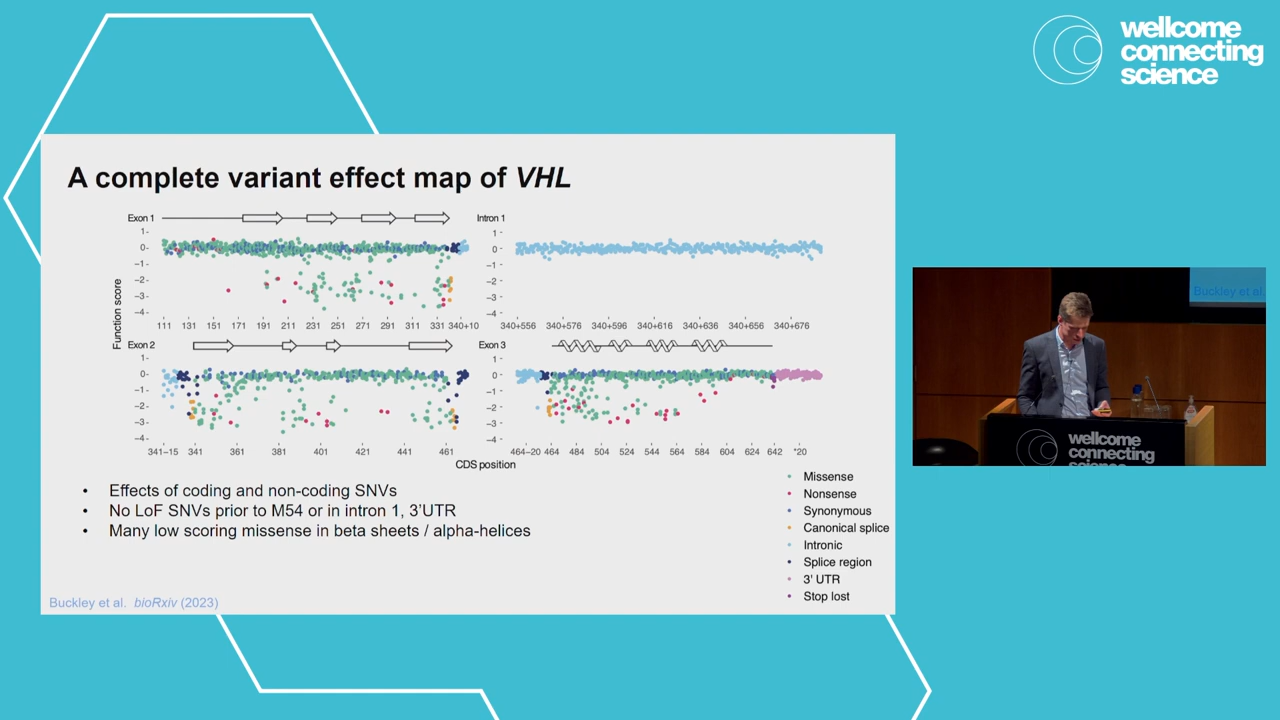 wellcome
connecting
science
A complete variant effect map of VHL
Exon 1
Intron 1
1
0
−1
−2
−3
−4
1
0
−1
−2
−3
−4
111 131 151 171 191 211 231 251 271 291 311 331 340+10
340+556 340+576 340+596 340+616 340+636 340+656 340+676
Function score
Exon 2
Exon 3
1
0
−1
−2
−3
−4
1
0
−1
−2
−3
−4
341−15 341 361 381 401 421 441 461
464−20 464 484 504 524 544 564 584 604 624 642 *20
CDS position
• Effects of coding and non-coding SNVs
• No LoF SNVs prior to M54 or in intron 1, 3'UTR
• Many low scoring missense in beta sheets / alpha-helices
Missense
Nonsense
Synonymous
Canonical splice
Intronic
Splice region
3' UTR
Stop lost
Buckley et al. bioRxiv (2023)
Buckley et al.
wellcome
connecting
science